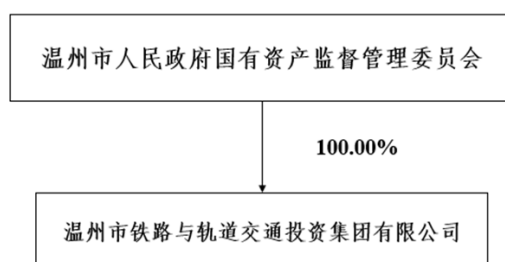 温州市人民政府国有资产监督管理委员会
100.00%
温州市铁路与轨道交通投资集团有限公司